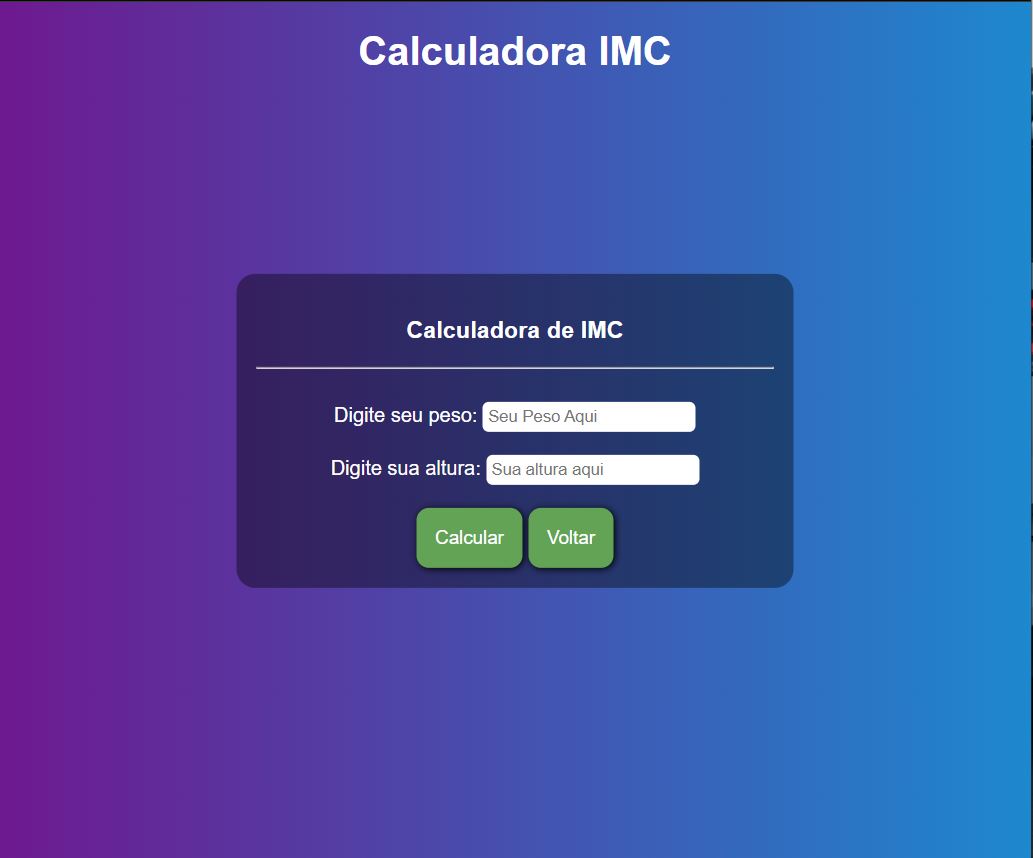 Calculadora IMC
Calculadora de IMC
Digite seu peso: Seu Peso Aqui
Digite sua altura: Sua altura aqui
Calcular Voltar